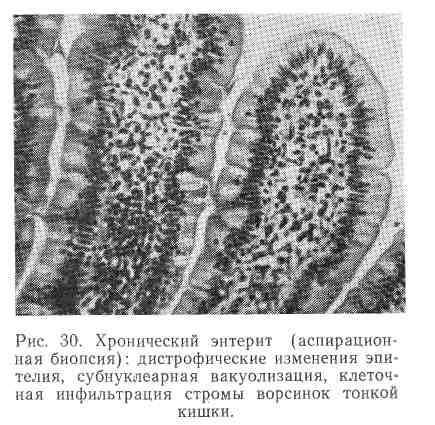 Рис. 30. Хронический энтерит (аспирацион-
ная биопсия): дистрофические изменения эпи-
телия, субнуклеарная вакуолизация, клеточ-
ная инфильтрация стромы ворсинок тонкой
кишки.